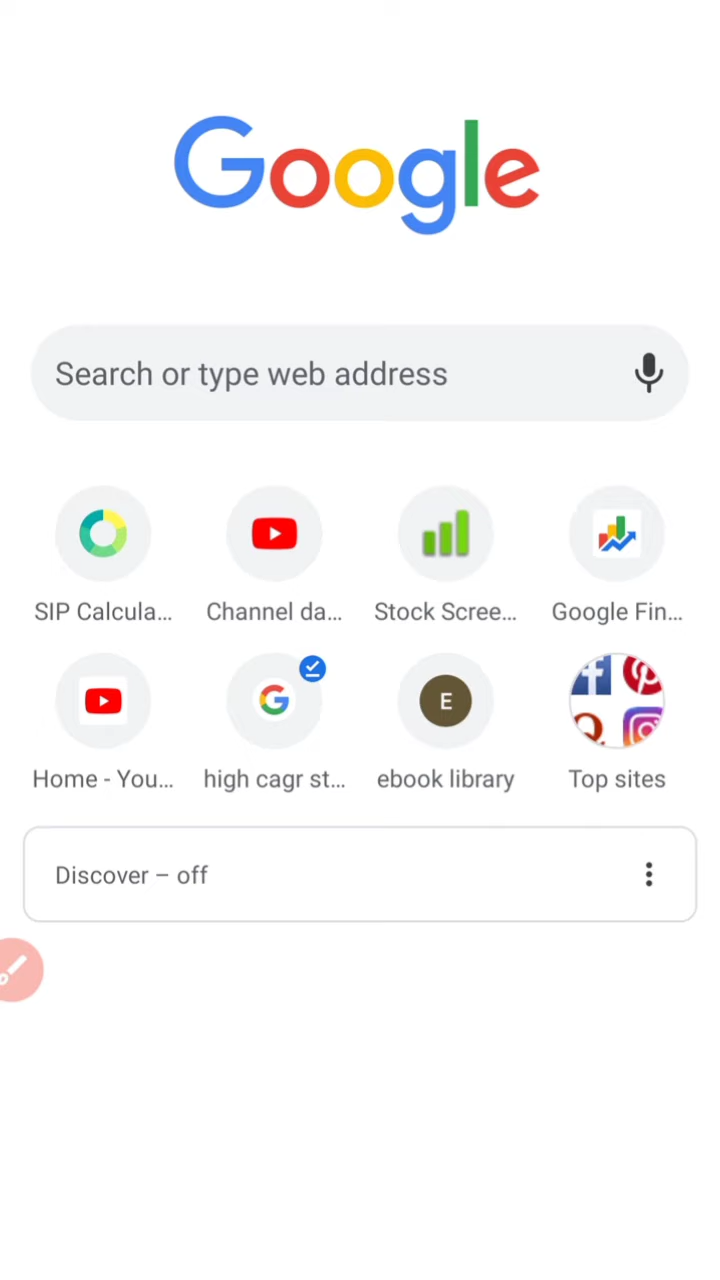 Google
Search or type web address
SIP Calcula... Channel da... Stock Scree... Google Fin...
E
Home - You... high cagr st... ebook library Top sites
Discover – off